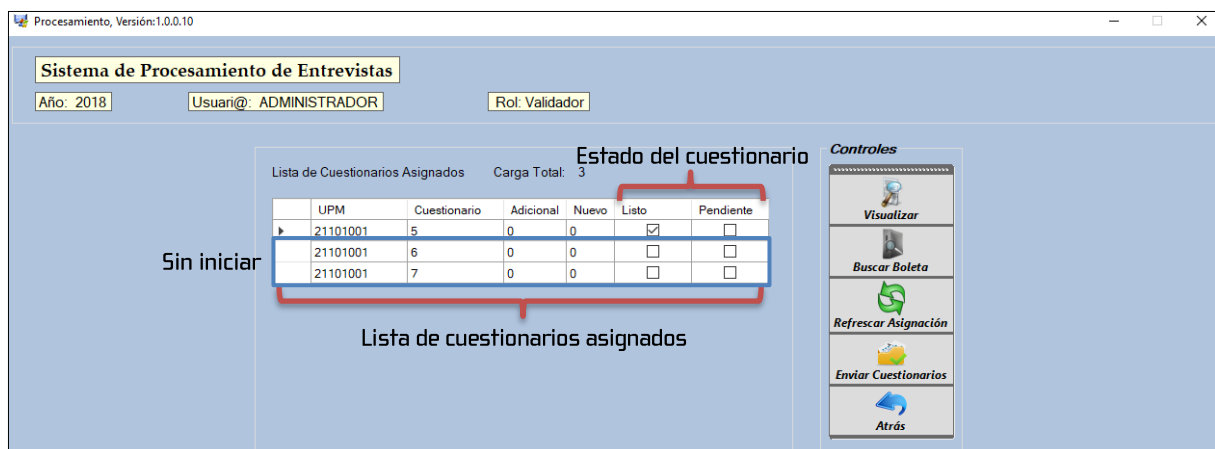 Procesamiento, Versión:1.0.0.10
Sistema de Procesamiento de Entrevistas
Año: 2018 Usuari@: ADMINISTRADOR Rol: Validador
Estado del cuestionario
Controles
Lista de Cuestionarios Asignados Carga Total: 3
UPM Cuestionario Adicional Nuevo Listo Pendiente
21101001 5 0 0
21101001 6 0 0
21101001 7 0 0
Sin iniciar
Lista de cuestionarios asignados
Visualizar
Buscar Boleta
Refrescar Asignación
Enviar Cuestionarios
Atrás